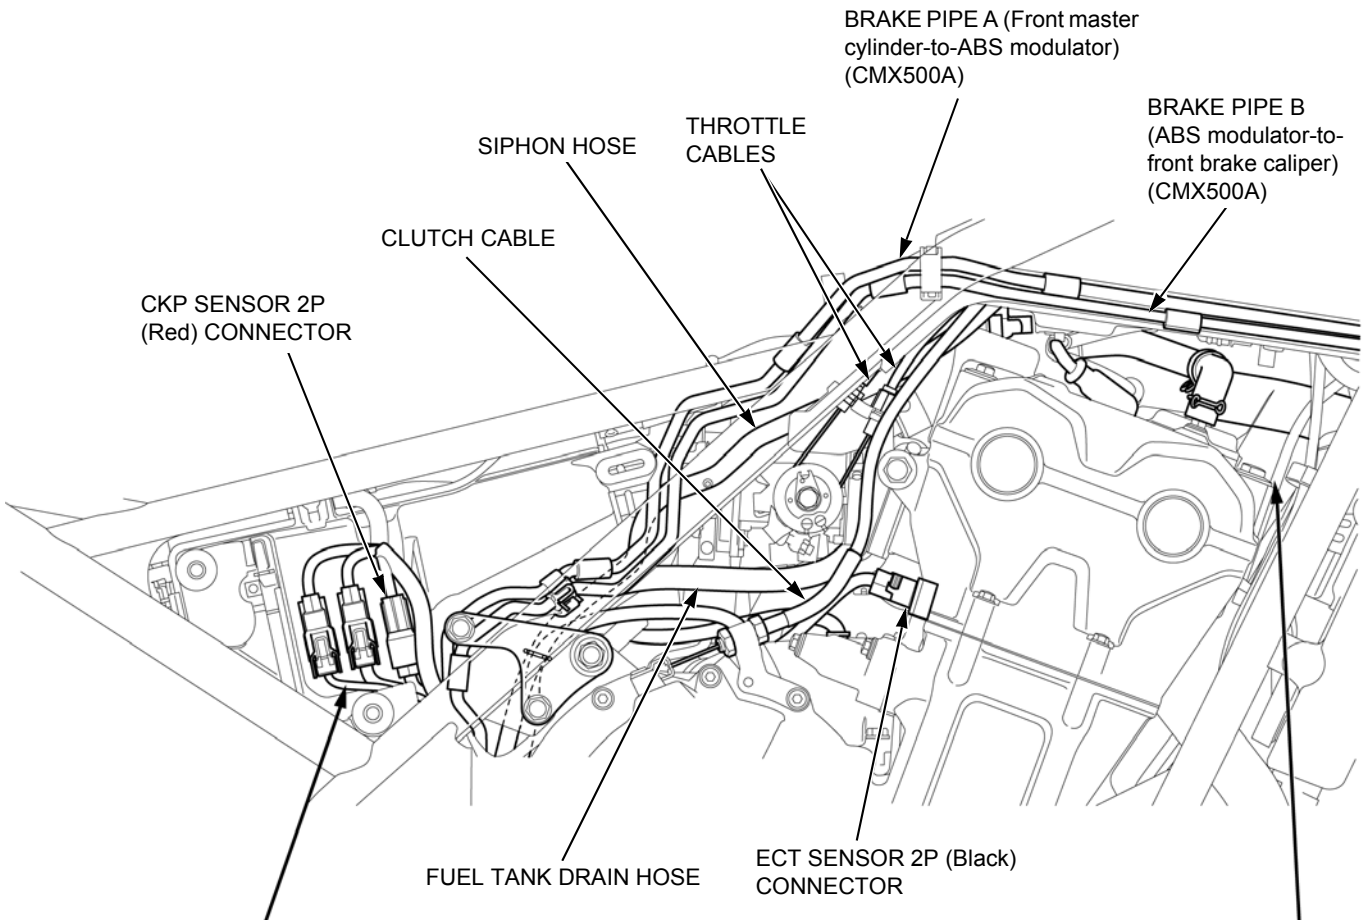 BRAKE PIPE A (Front master
cylinder-to-ABS modulator)
(CMX500A)
BRAKE PIPE B
(ABS modulator-to-
front brake caliper)
(CMX500A)
THROTTLE
CABLES
SIPHON HOSE
CLUTCH CABLE
CKP SENSOR 2P
(Red) CONNECTOR
FUEL TANK DRAIN HOSE
ECT SENSOR 2P (Black)
CONNECTOR